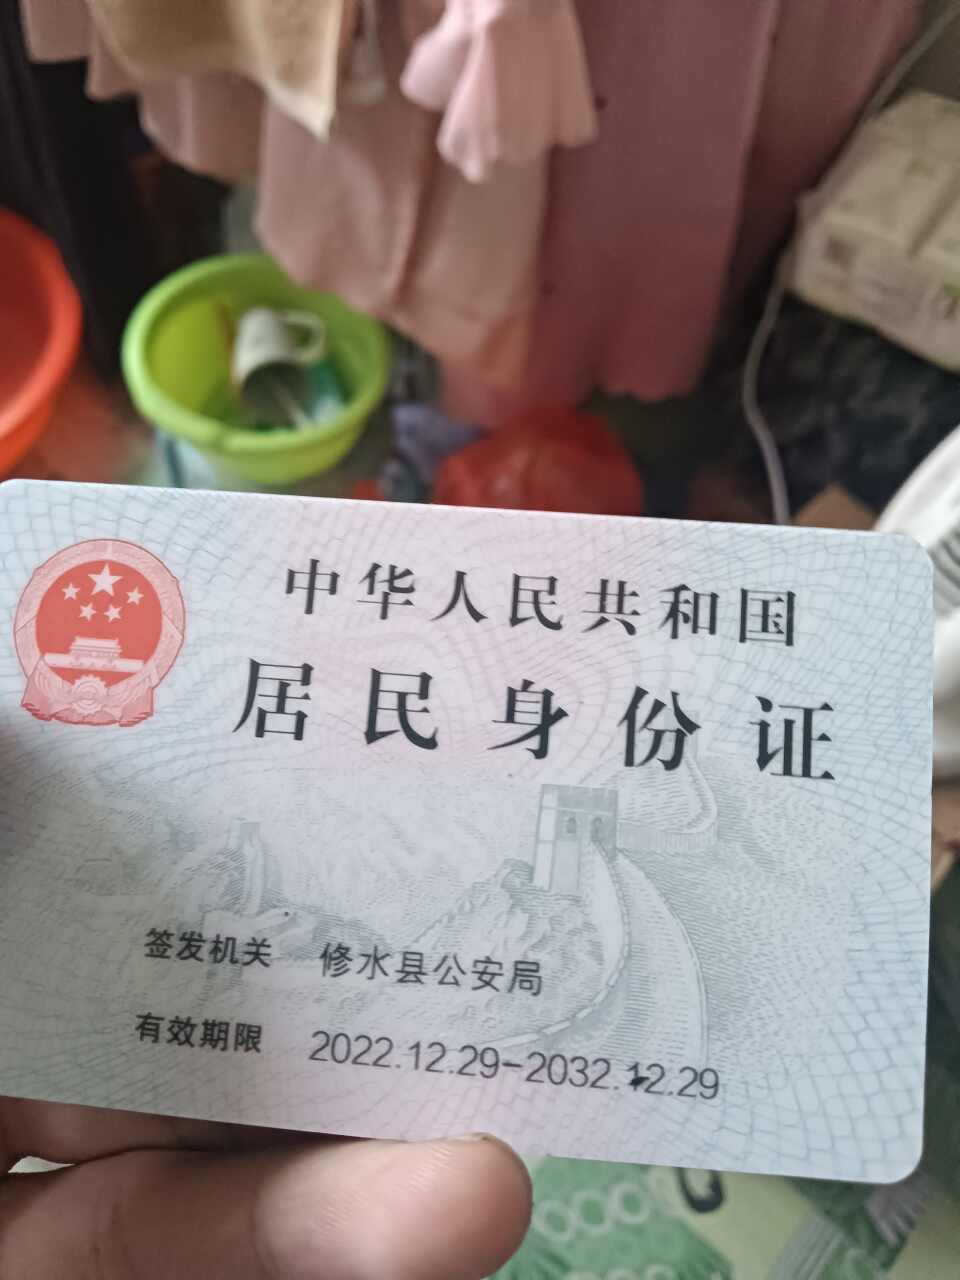 中华人民共和国
居民身份证
签发机关 修水县公安局
有效期限 2022.12.29-2032.12.29